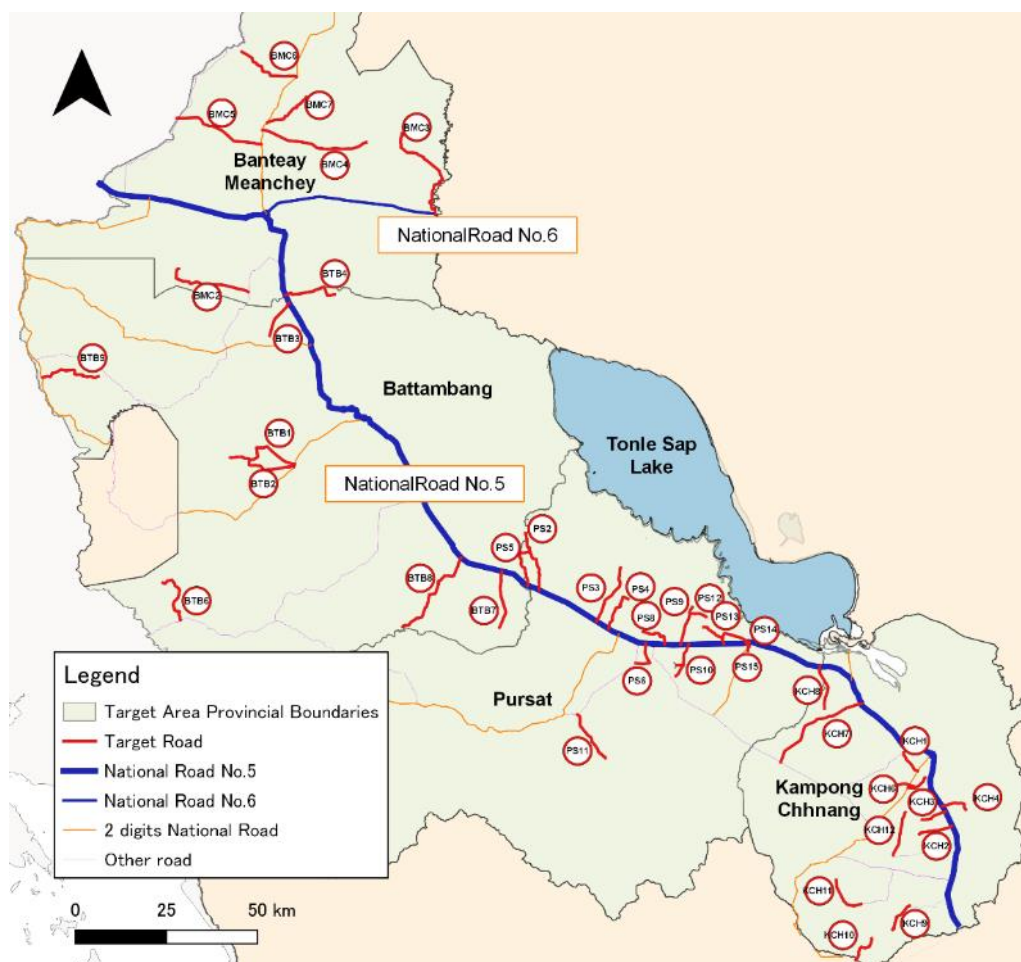 BMC6
BMC7
BMC5
BMC3
BMC4
Banteay
Meanchey
NationalRoad No.6
BTB4
BMC2
BTB3
BTB5
Battambang
BTB1
Tonle Sap
Lake
BTB2
NationalRoad No.5
PS2
PS5
BTB8
PS3
PS4
PS9
PS12
BTB6
BTB7
PS8
PS13
PS14
PS6
PS10
PS15
Pursat
KCH8
PS11
KCH7
KCH1
Kampong
Chhnang
KCH6
KCH3
KCH4
KCH12
KCH2
KCH11
KCH10
KCH9
Legend
Target Area Provincial Boundaries
Target Road
National Road No.5
National Road No.6
2 digits National Road
Other road
0 25 50 km